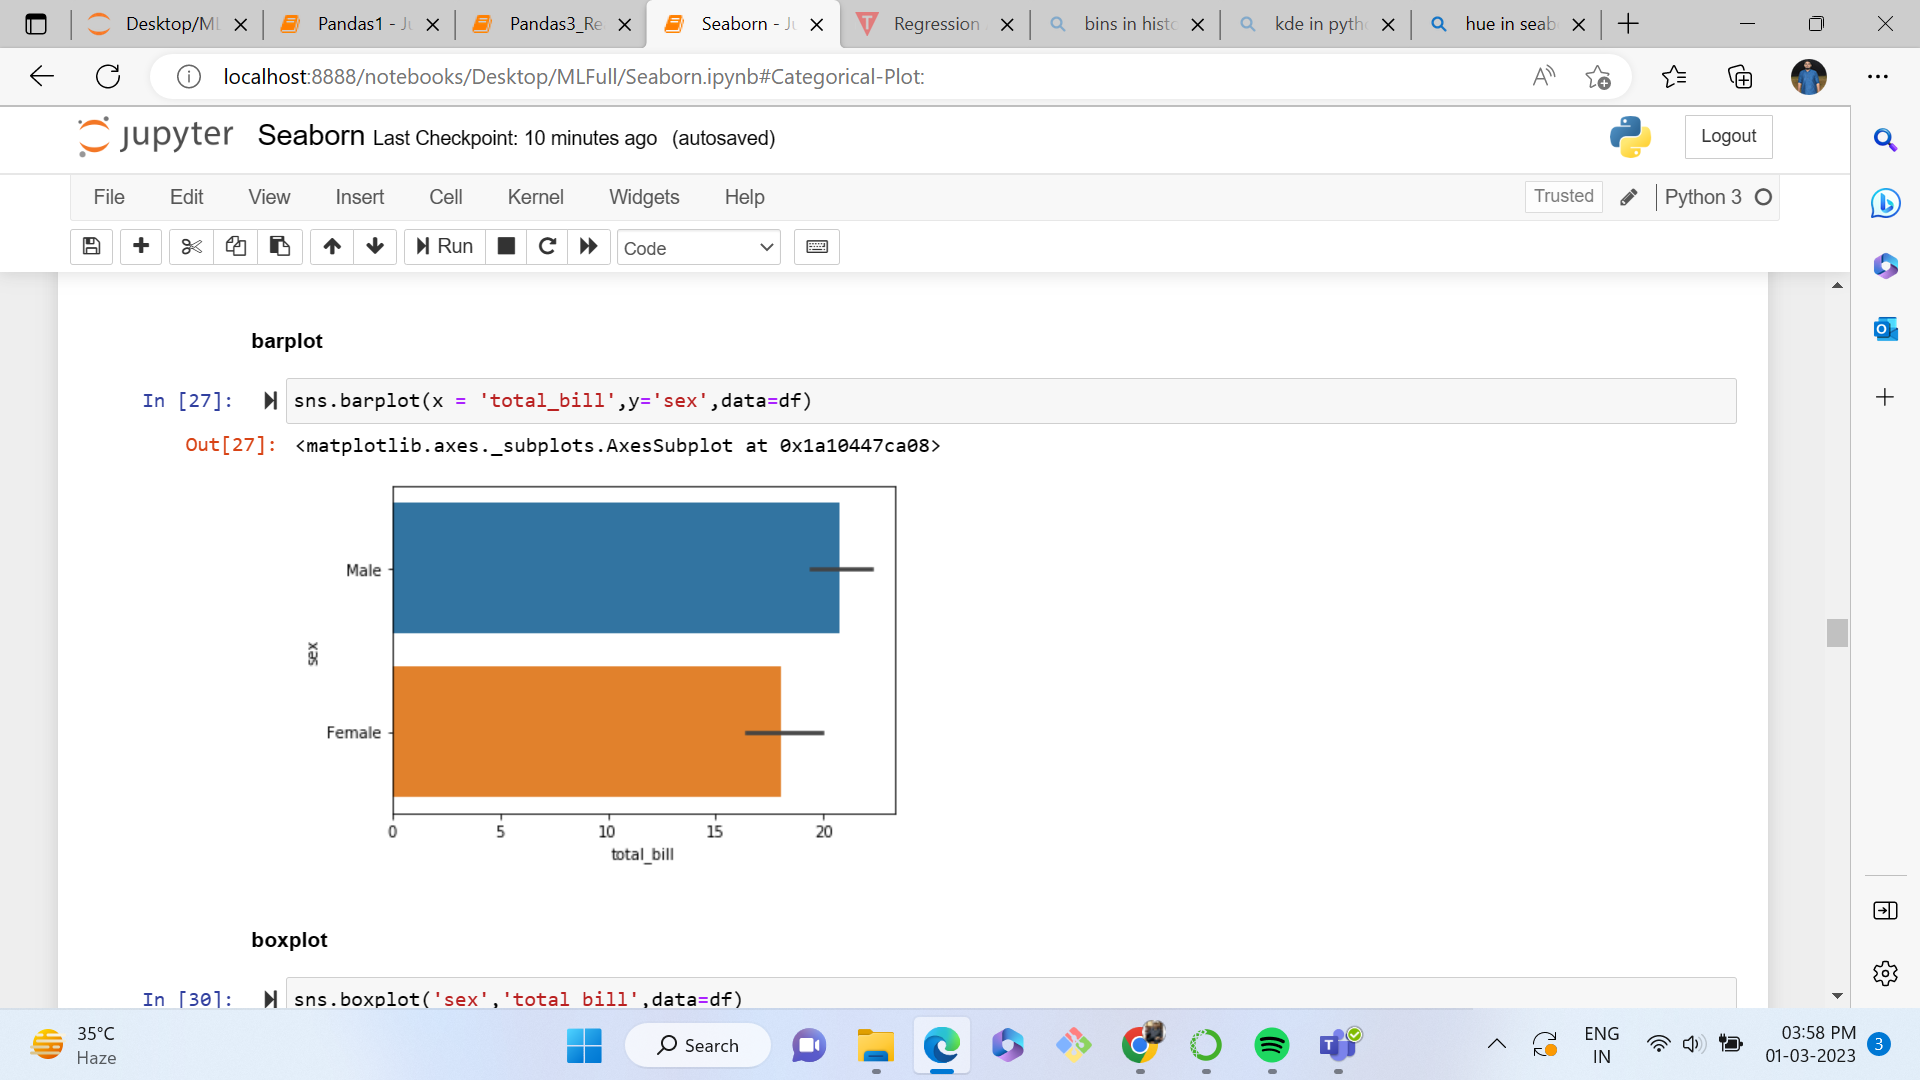 Desktop/ML
Pandas1 - Ju
Pandas3_Re
Seaborn - Ju
Regression
bins in histo
kde in pyth
hue in seab
localhost:8888/notebooks/Desktop/MLFull/Seaborn.ipynb#Categorical-Plot:
jupyter Seaborn Last Checkpoint: 10 minutes ago (autosaved)
Logout
File Edit View Insert Cell Kernel Widgets Help
Trusted
Python 3
Run
Code
barplot
In [27]: sns.barplot(x = 'total_bill',y='sex',data=df)
Out[27]: <matplotlib.axes._subplots.AxesSubplot at 0x1a10447ca08>
Male
sex
Female
0 5 10 15 20
total_bill
boxplot
In [30]: sns.boxplot('sex','total_bill',data=df)
35°C
Haze
Search
ENG
IN
03:58 PM
01-03-2023
3